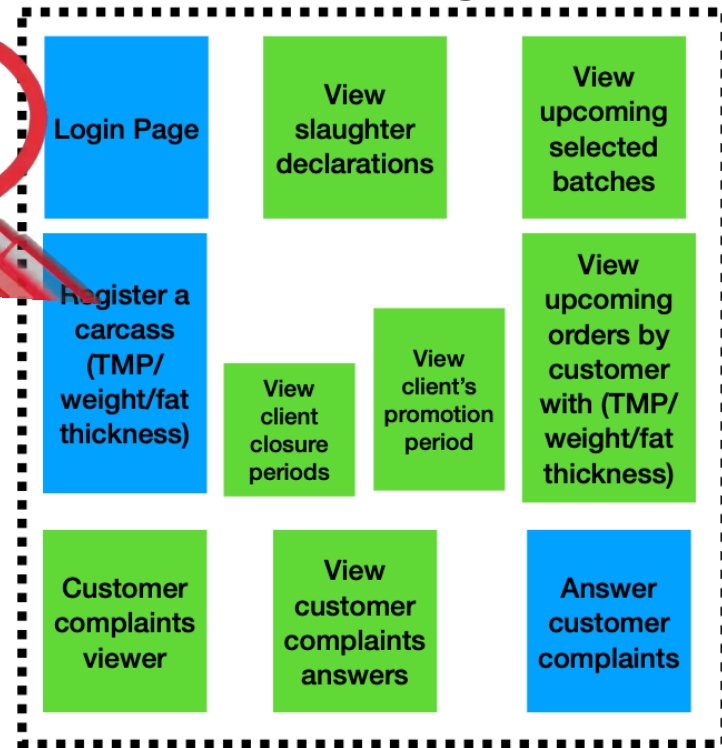 Login Page
View
slaughter
declarations
View
upcoming
selected
batches
Register a
carcass
(TMP/
weight/fat
thickness)
View
client
closure
periods
View
client's
promotion
period
View
upcoming
orders by
customer
with (TMP/
weight/fat
thickness)
Customer
complaints
viewer
View
customer
complaints
answers
Answer
customer
complaints